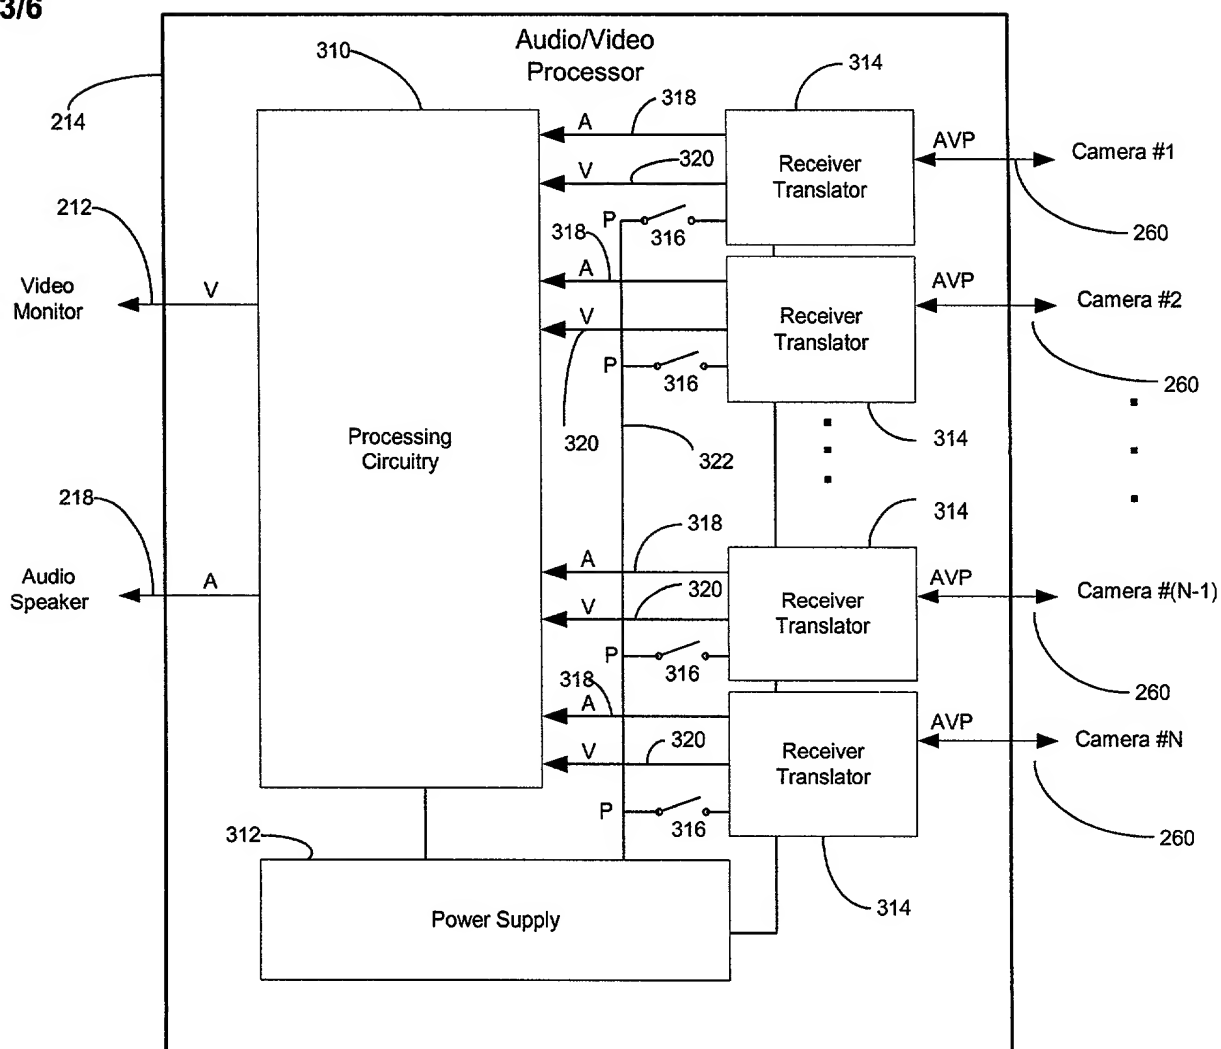 3/6
Audio/Video
Processor
310
314
214
318
A
AVP
Camera #1
320
V
Receiver
Translator
212
P
316
318
260
A
AVP
Camera #2
Video
Monitor
V
V
Receiver
Translator
P
316
260
320
322
314
Processing
Circuitry
218
318
314
A
AVP
Camera #(N-1)
Audio
Speaker
A
320
V
Receiver
Translator
P
316
318
260
A
AVP
Camera #N
320
V
Receiver
Translator
P
316
312
260
314
Power Supply